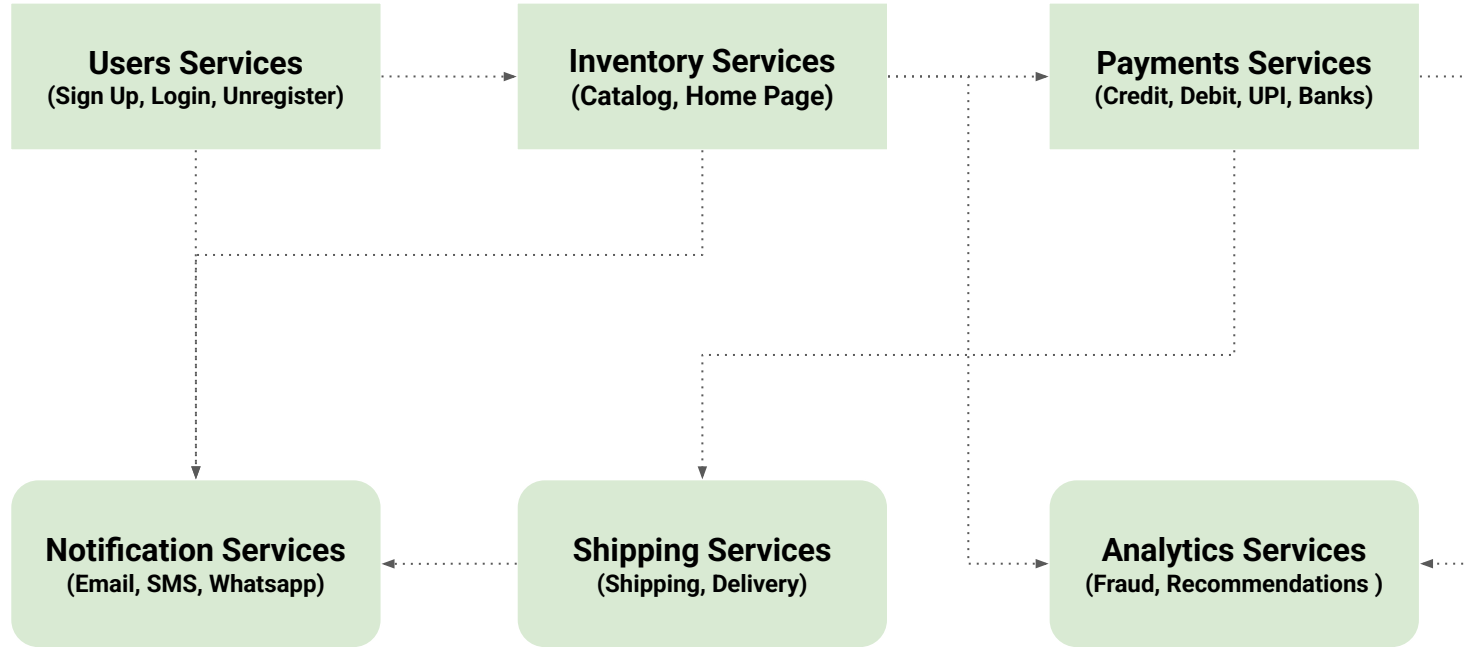 Users Services
(Sign Up, Login, Unregister)
Inventory Services
(Catalog, Home Page)
Payments Services
(Credit, Debit, UPI, Banks)
Notification Services
(Email, SMS, Whatsapp)
Shipping Services
(Shipping, Delivery)
Analytics Services
(Fraud, Recommendations )